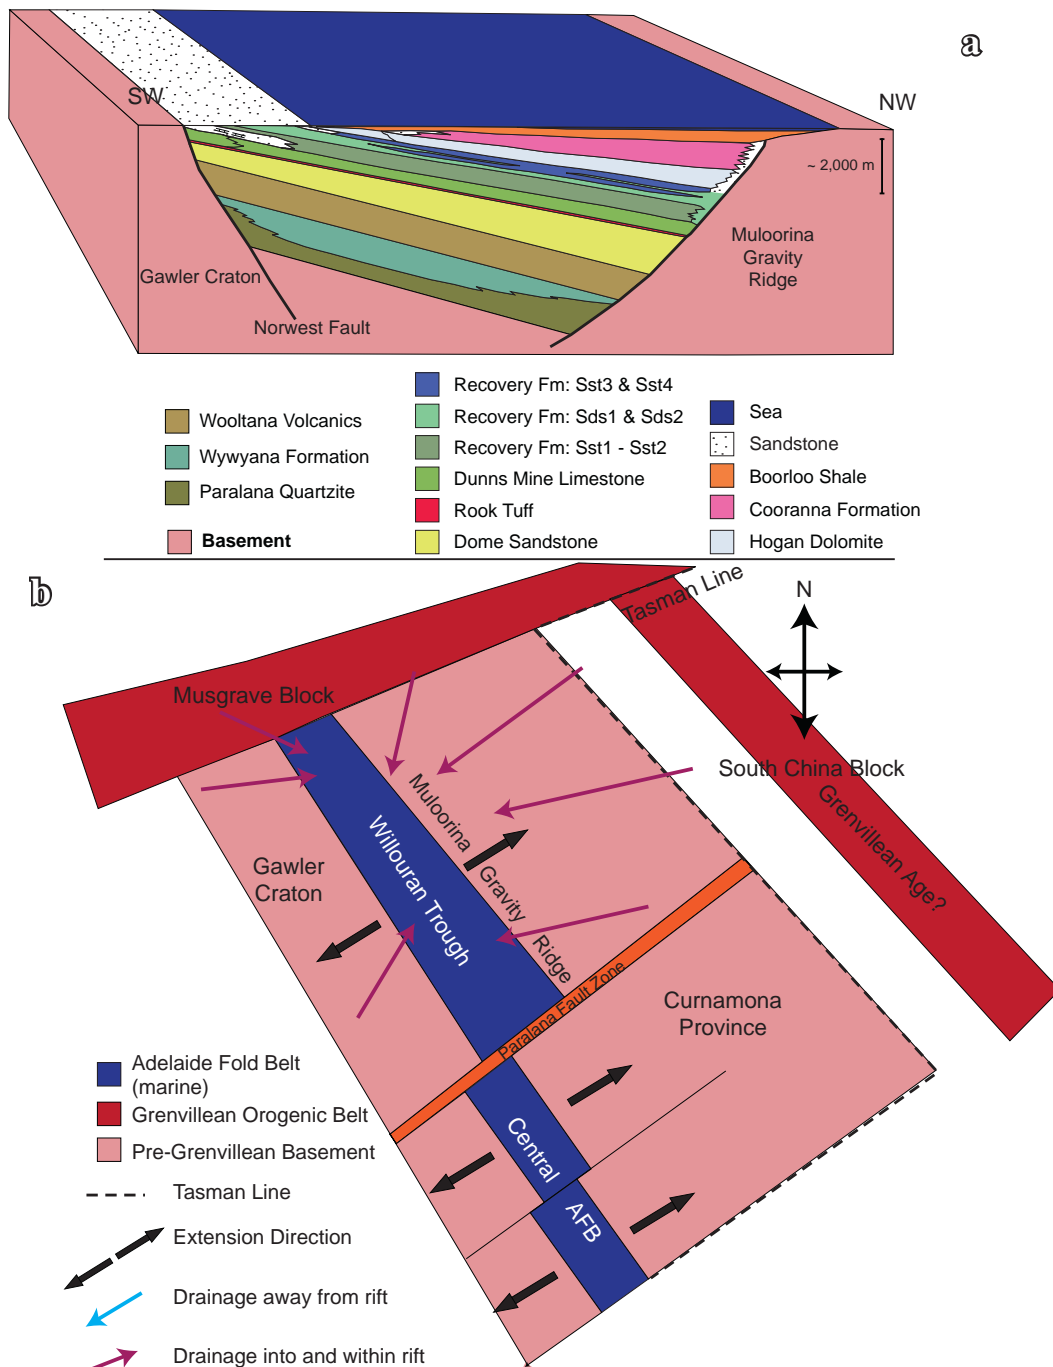 a
SW
NW
~ 2,000 m
Muloorina
Gravity
Ridge
Gawler Craton
Norwest Fault
Wooltana Volcanics
Wywyana Formation
Paralana Quartzite
Basement
Recovery Fm: Sst3 & Sst4
Recovery Fm: Sds1 & Sds2
Recovery Fm: Sst1 - Sst2
Dunns Mine Limestone
Rook Tuff
Dome Sandstone
Sea
Sandstone
Boorloo Shale
Cooranna Formation
Hogan Dolomite
b
Tasman Line
N
Musgrave Block
South China Block
Grenvillean Age?
Muloorina Gravity Ridge
Willouran Trough
Gawler
Craton
Paralana Fault Zone
Curnamona
Province
Central
AFB
Adelaide Fold Belt
(marine)
Grenvillean Orogenic Belt
Pre-Grenvillean Basement
Tasman Line
Extension Direction
Drainage away from rift
Drainage into and within rift